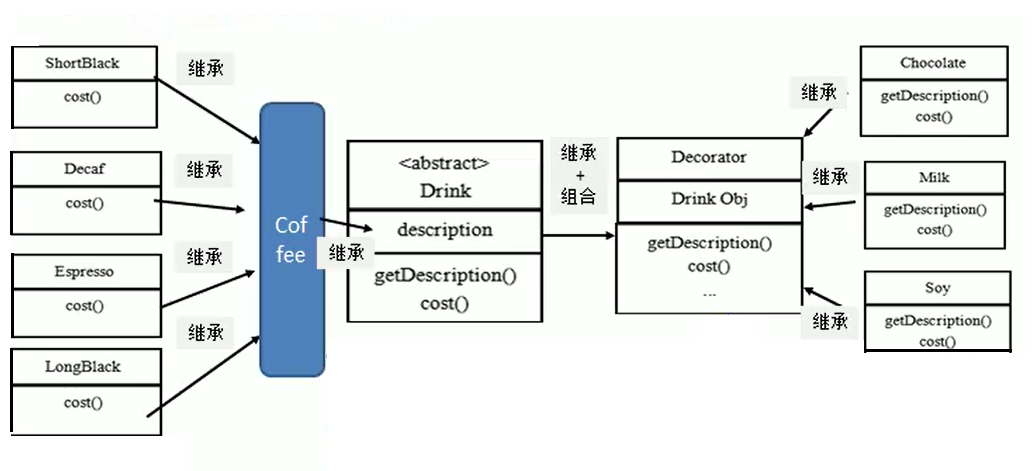 ShortBlack
cost()
继承
Decaf
cost()
继承
Espresso
cost()
继承
LongBlack
cost()
继承
Cof
fee
继承
<abstract>
Drink
description
getDescription()
cost()
继承
+
组合
Decorator
Drink Obj
getDescription()
cost()
...
继承
Chocolate
getDescription()
cost()
继承
Milk
getDescription()
cost()
继承
Soy
getDescription()
cost()